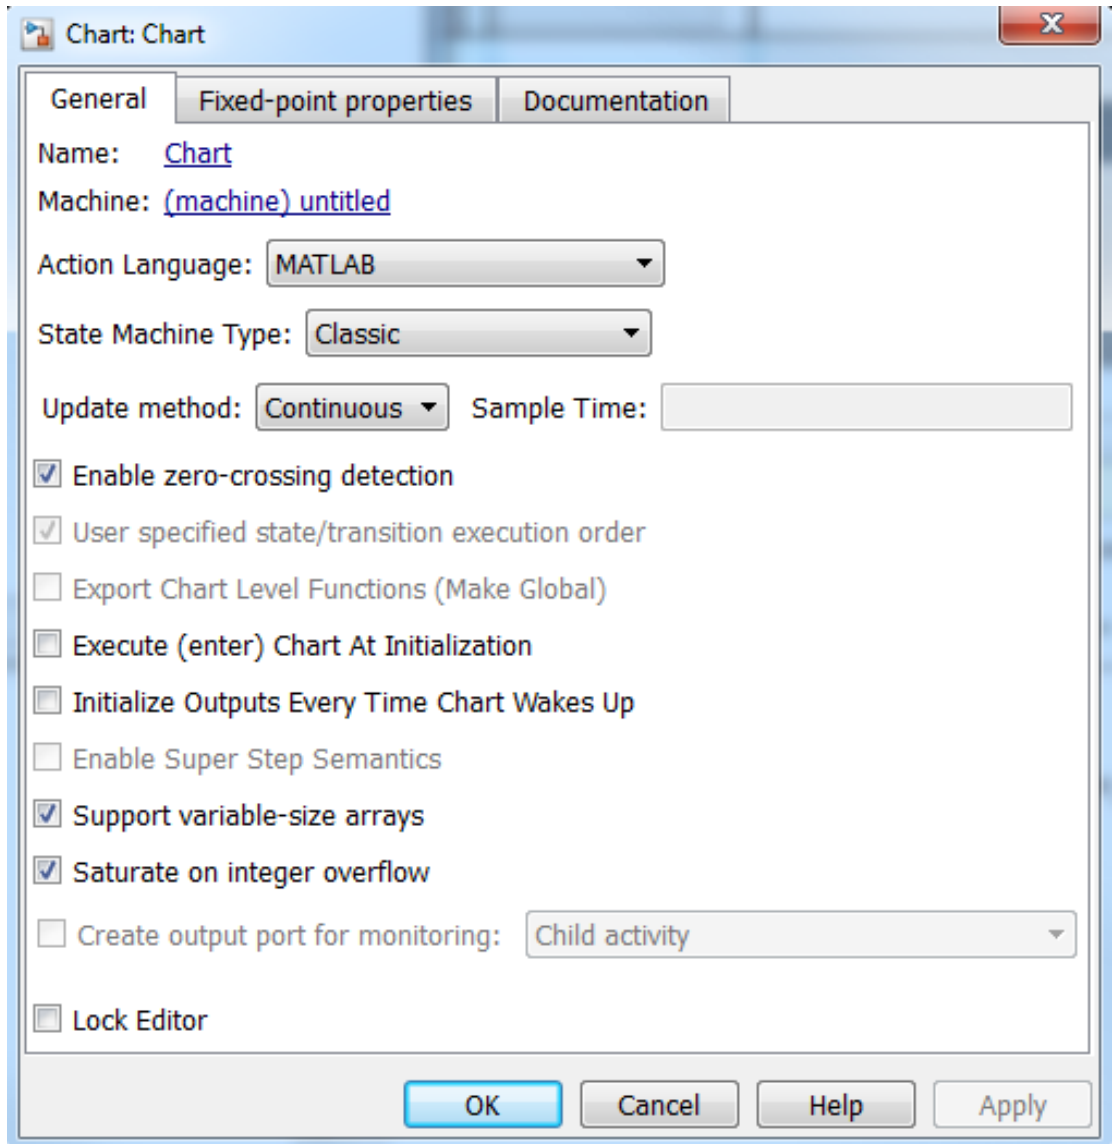 Chart: Chart
General Fixed-point properties Documentation
Name: Chart
Machine: (machine) untitled
Action Language: MATLAB
State Machine Type: Classic
Update method: Continuous Sample Time:
Enable zero-crossing detection
User specified state/transition execution order
Export Chart Level Functions (Make Global)
Execute (enter) Chart At Initialization
Initialize Outputs Every Time Chart Wakes Up
Enable Super Step Semantics
Support variable-size arrays
Saturate on integer overflow
Create output port for monitoring: Child activity
Lock Editor
OK Cancel Help Apply